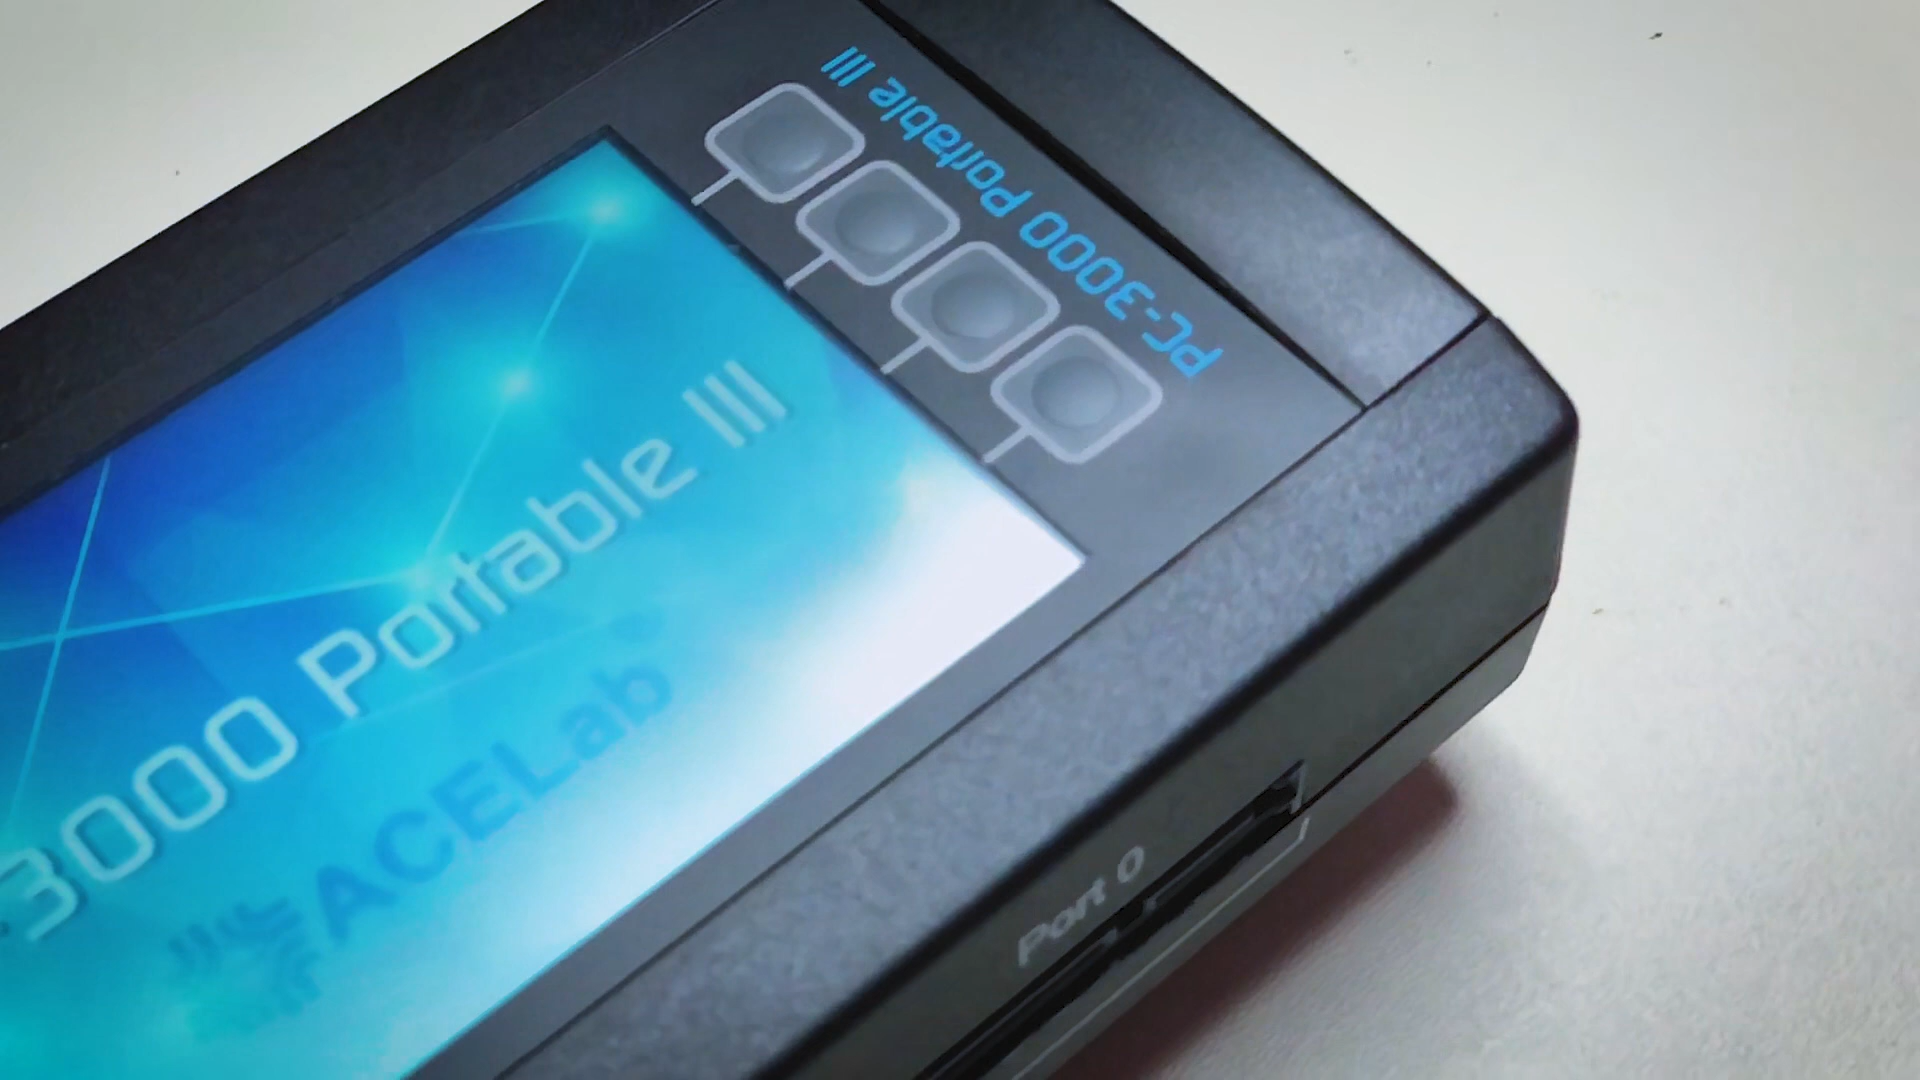 PC-3000 Portable III
-3000 Portable III
ACELab
Port 0